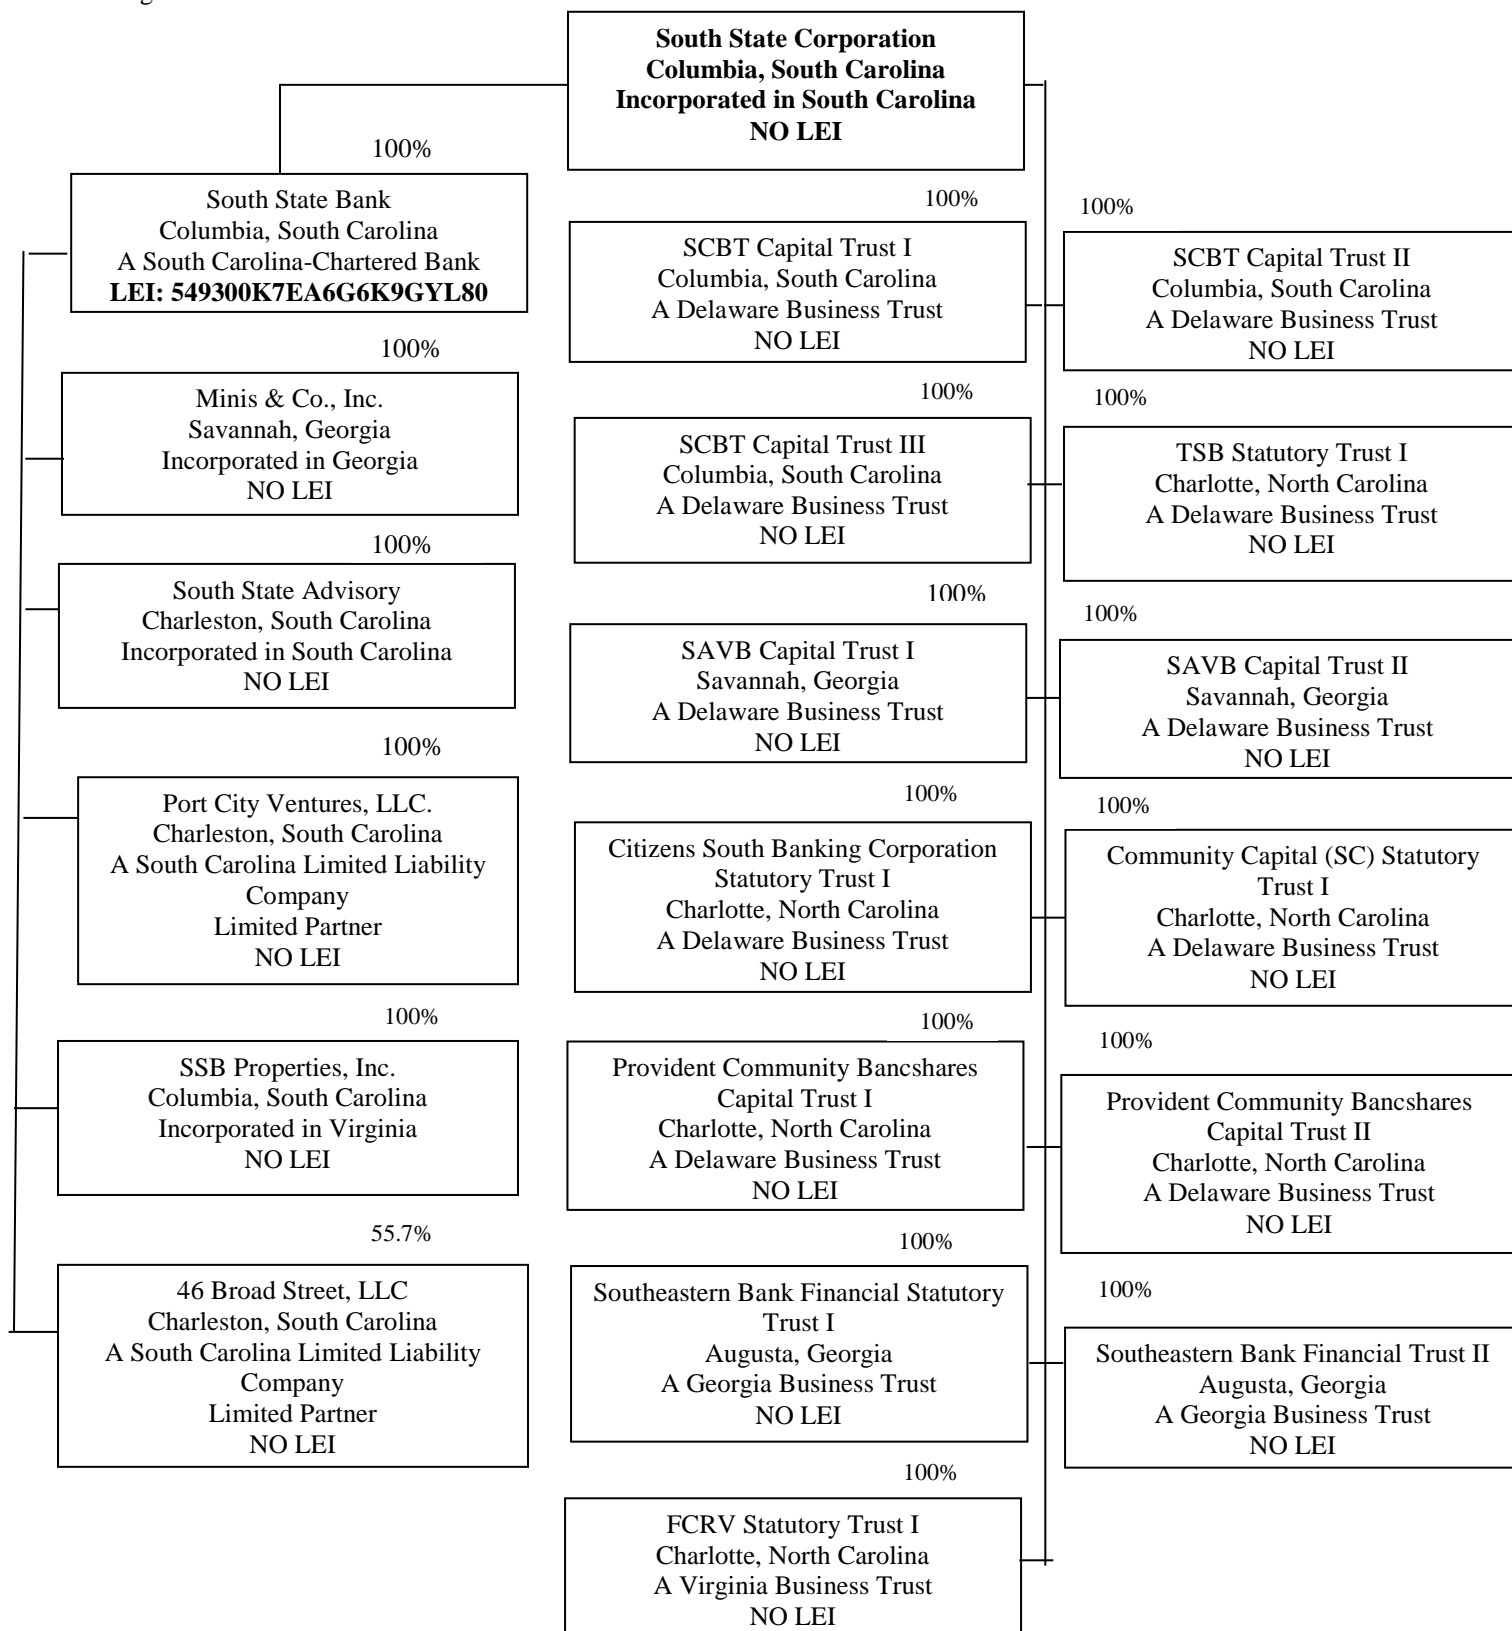 South State Corporation
Columbia, South Carolina
Incorporated in South Carolina
NO LEI
100%
South State Bank
Columbia, South Carolina
A South Carolina-Chartered Bank
LEI: 549300K7EA6G6K9GYL80
100%
SCBT Capital Trust I
Columbia, South Carolina
A Delaware Business Trust
NO LEI
100%
SCBT Capital Trust II
Columbia, South Carolina
A Delaware Business Trust
NO LEI
100%
Minis & Co., Inc.
Savannah, Georgia
Incorporated in Georgia
NO LEI
100%
SCBT Capital Trust III
Columbia, South Carolina
A Delaware Business Trust
NO LEI
100%
TSB Statutory Trust I
Charlotte, North Carolina
A Delaware Business Trust
NO LEI
100%
South State Advisory
Charleston, South Carolina
Incorporated in South Carolina
NO LEI
100%
SAVB Capital Trust I
Savannah, Georgia
A Delaware Business Trust
NO LEI
100%
SAVB Capital Trust II
Savannah, Georgia
A Delaware Business Trust
NO LEI
100%
Port City Ventures, LLC.
Charleston, South Carolina
A South Carolina Limited Liability
Company
Limited Partner
NO LEI
100%
Citizens South Banking Corporation
Statutory Trust I
Charlotte, North Carolina
A Delaware Business Trust
NO LEI
100%
Community Capital (SC) Statutory
Trust I
Charlotte, North Carolina
A Delaware Business Trust
NO LEI
100%
SSB Properties, Inc.
Columbia, South Carolina
Incorporated in Virginia
NO LEI
100%
Provident Community Bancshares
Capital Trust I
Charlotte, North Carolina
A Delaware Business Trust
NO LEI
100%
Provident Community Bancshares
Capital Trust II
Charlotte, North Carolina
A Delaware Business Trust
NO LEI
55.7%
46 Broad Street, LLC
Charleston, South Carolina
A South Carolina Limited Liability
Company
Limited Partner
NO LEI
100%
Southeastern Bank Financial Statutory
Trust I
Augusta, Georgia
A Georgia Business Trust
NO LEI
100%
Southeastern Bank Financial Trust II
Augusta, Georgia
A Georgia Business Trust
NO LEI
100%
FCRV Statutory Trust I
Charlotte, North Carolina
A Virginia Business Trust
NO LEI